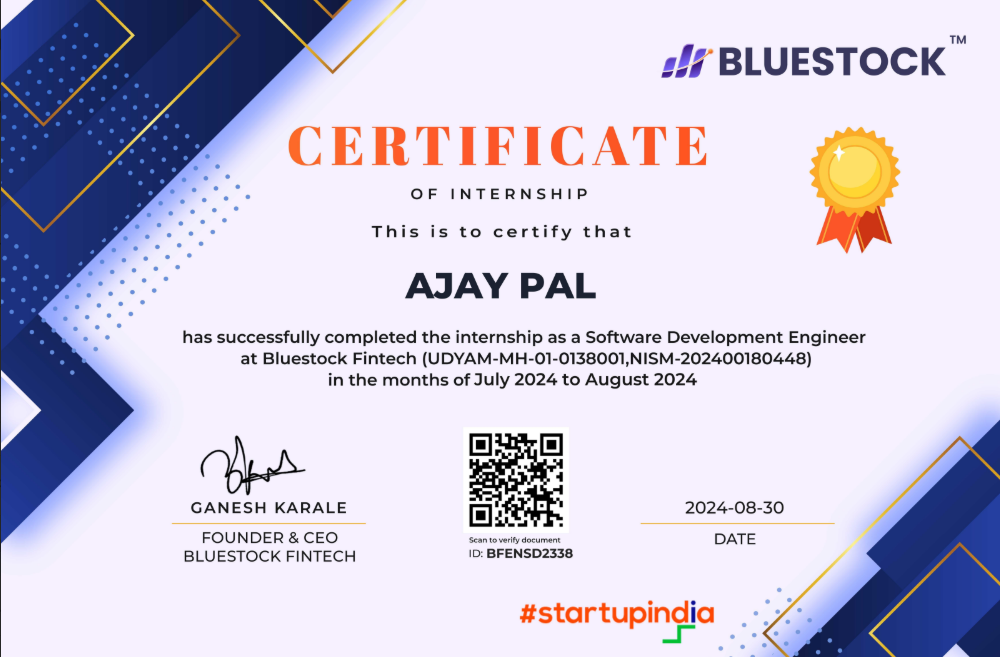 BLUESTOCK™
CERTIFICATE
OF INTERNSHIP
This is to certify that
AJAY PAL
has successfully completed the internship as a Software Development Engineer
at Bluestock Fintech (UDYAM-MH-01-0138001,NISM-202400180448)
in the months of July 2024 to August 2024
GANESH KARALE
FOUNDER & CEO
BLUESTOCK FINTECH
Scan to verify document
ID: BFENSD2338
2024-08-30
DATE
#startupindia